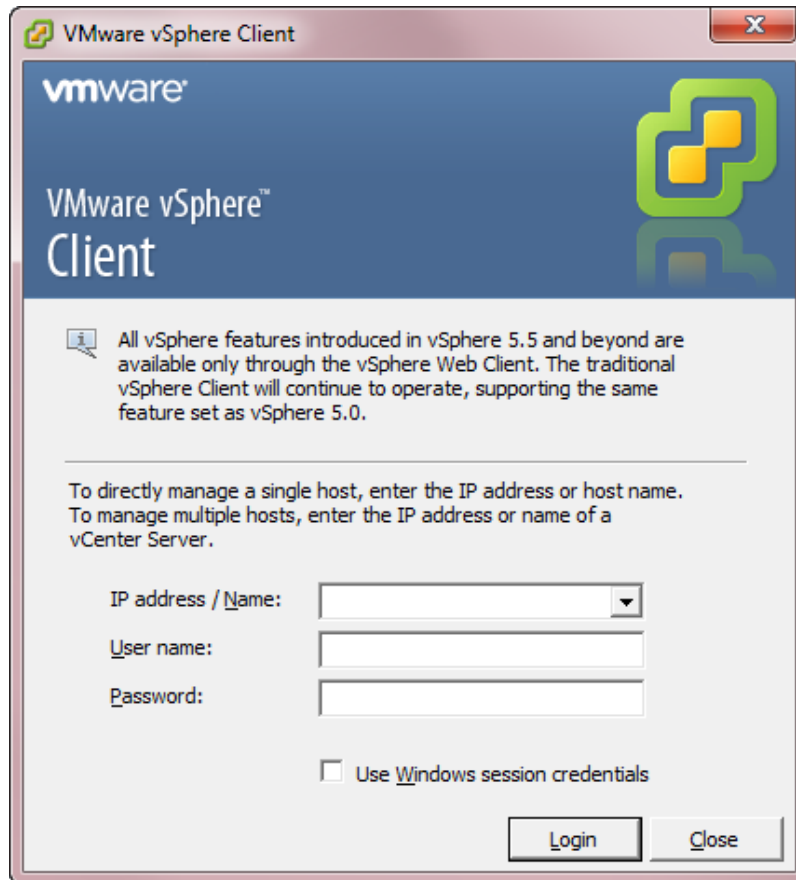 VMware vSphere Client
vmware
VMware vSphere™
Client
All vSphere features introduced in vSphere 5.5 and beyond are
available only through the vSphere Web Client. The traditional
vSphere Client will continue to operate, supporting the same
feature set as vSphere 5.0.
To directly manage a single host, enter the IP address or host name.
To manage multiple hosts, enter the IP address or name of a
vCenter Server.
IP address / Name:
User name:
Password:
Use Windows session credentials
Login Close